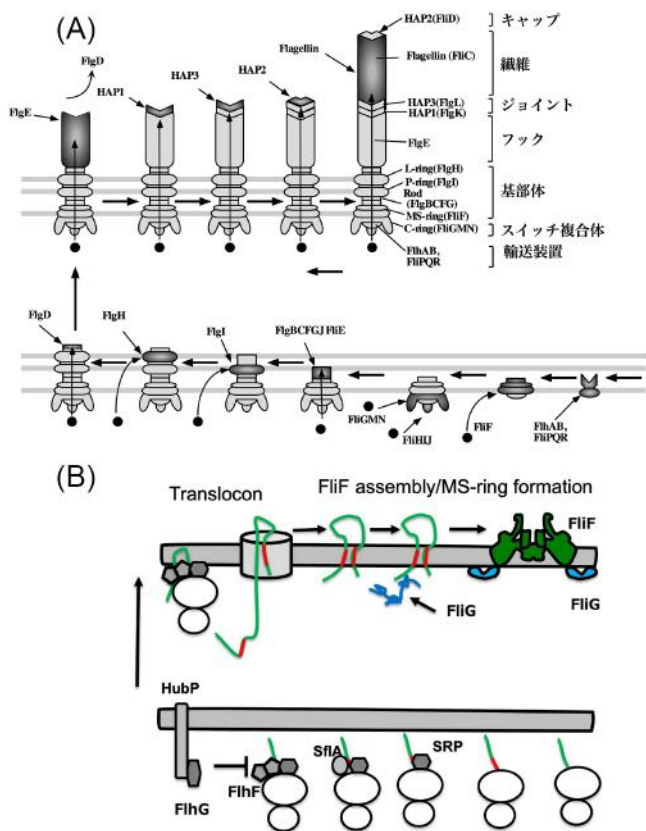 (A)
HAP2(FliD)
キャップ
FlgD
Flagellin
Flagellin (FliC)
繊維
HAP1
HAP3
HAP2
FlgE
HAP3(FlgL)
ジョイント
HAP1(FlgK)
FlgE
フック
L-ring(FlgH)
P-ring(FlgI)
Rod
(FlgBCFG)
基部体
MS-ring(FliF)
C-ring(FliGMN)
スイッチ複合体
FlhAB,
FliPQR
輸送装置
FlgD
FlgH
FlgI
FlgBCFGJ FliE
FliGMN
FliHIJ
FliF
FlhAB,
FliPQR
(B)
Translocon
FliF assembly/MS-ring formation
FliF
FliG
FliG
HubP
SflA
SRP
FlhF
FlhG